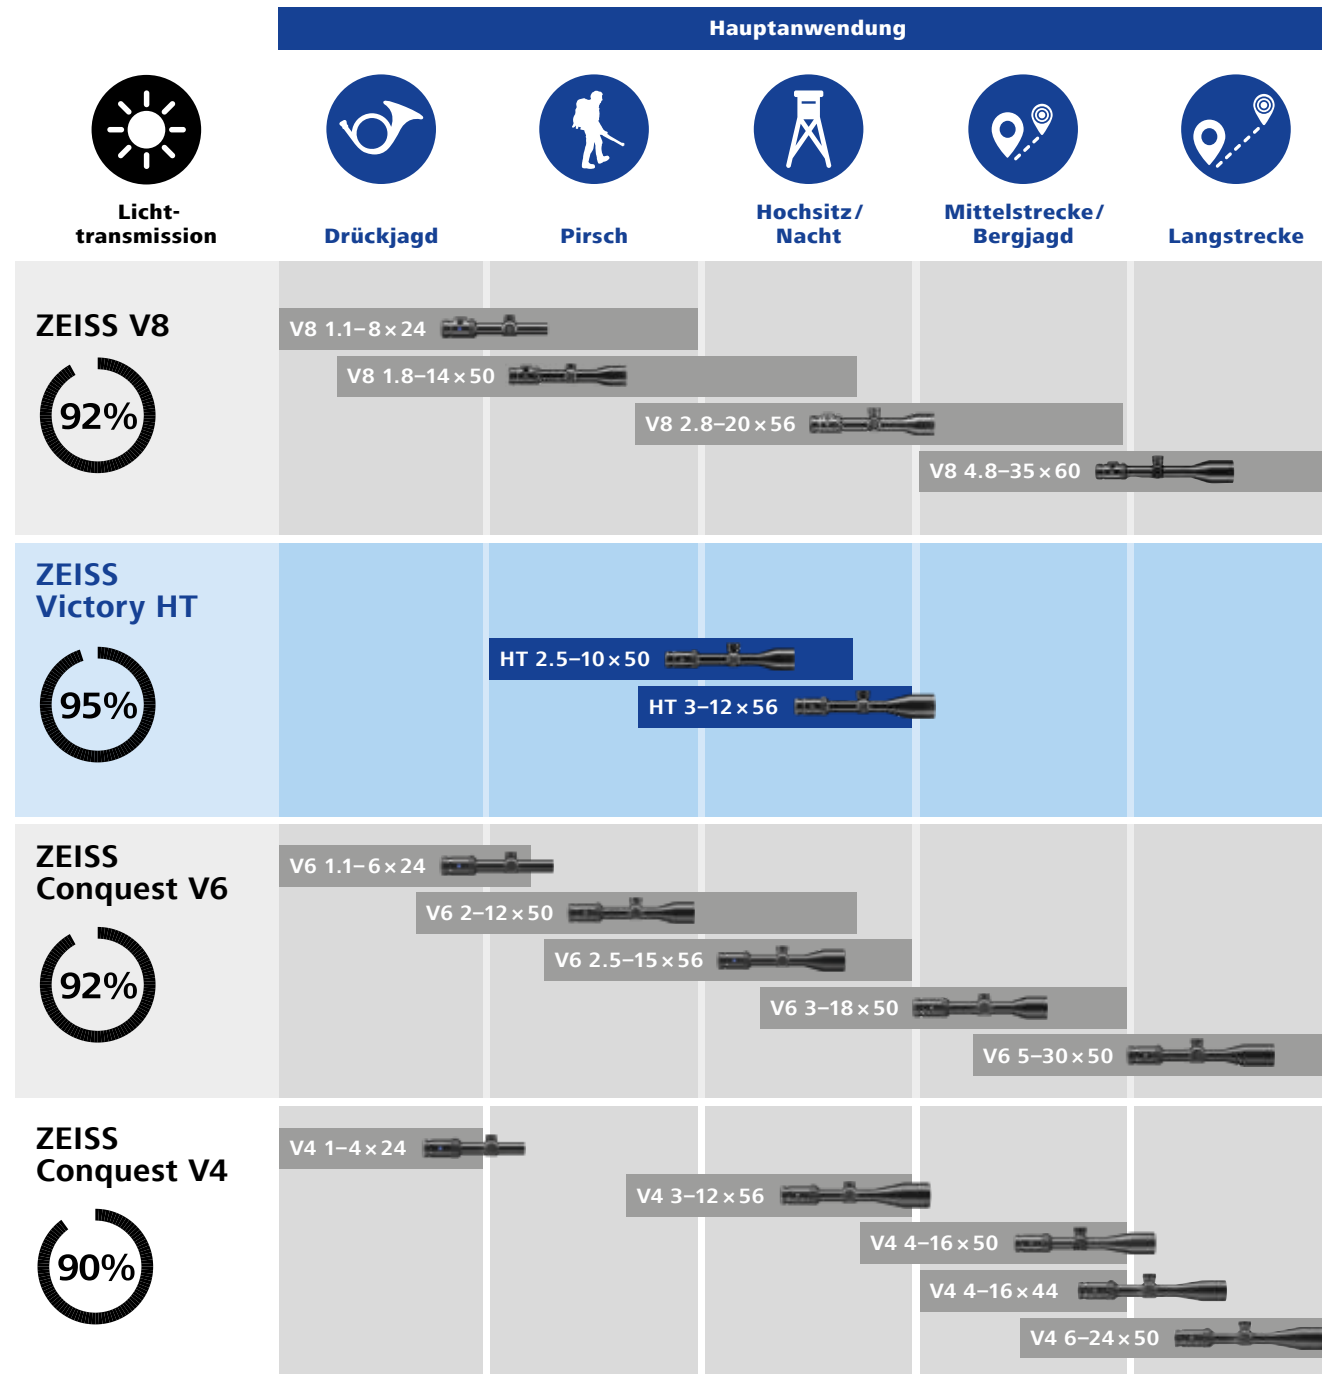 Hauptanwendung
Licht-
transmission
Drückjagd
Pirsch
Hochsitz/
Nacht
Mittelstrecke/
Bergjagd
Langstrecke
ZEISS V8
92%
V8 1.1–8×24
V8 1.8–14×50
V8 2.8–20×56
V8 4.8–35×60
ZEISS
Victory HT
95%
HT 2.5–10×50
HT 3–12×56
ZEISS
Conquest V6
92%
V6 1.1–6×24
V6 2–12×50
V6 2.5–15×56
V6 3–18×50
V6 5–30×50
ZEISS
Conquest V4
90%
V4 1–4×24
V4 3–12×56
V4 4–16×50
V4 4–16×44
V4 6–24×50